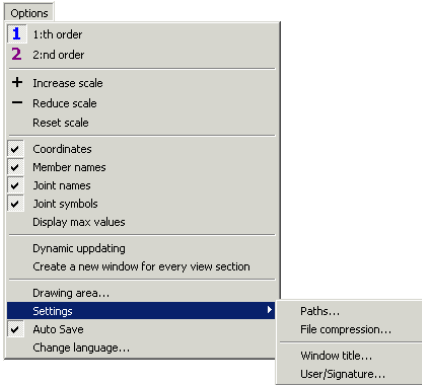 Options
1 1:th order
2 2:nd order
+ Increase scale
− Reduce scale
Reset scale
Coordinates
Member names
Joint names
Joint symbols
Display max values
Dynamic uppdating
Create a new window for every view section
Drawing area...
Settings
Auto Save
Change language...
Paths...
File compression...
Window title...
User/Signature...